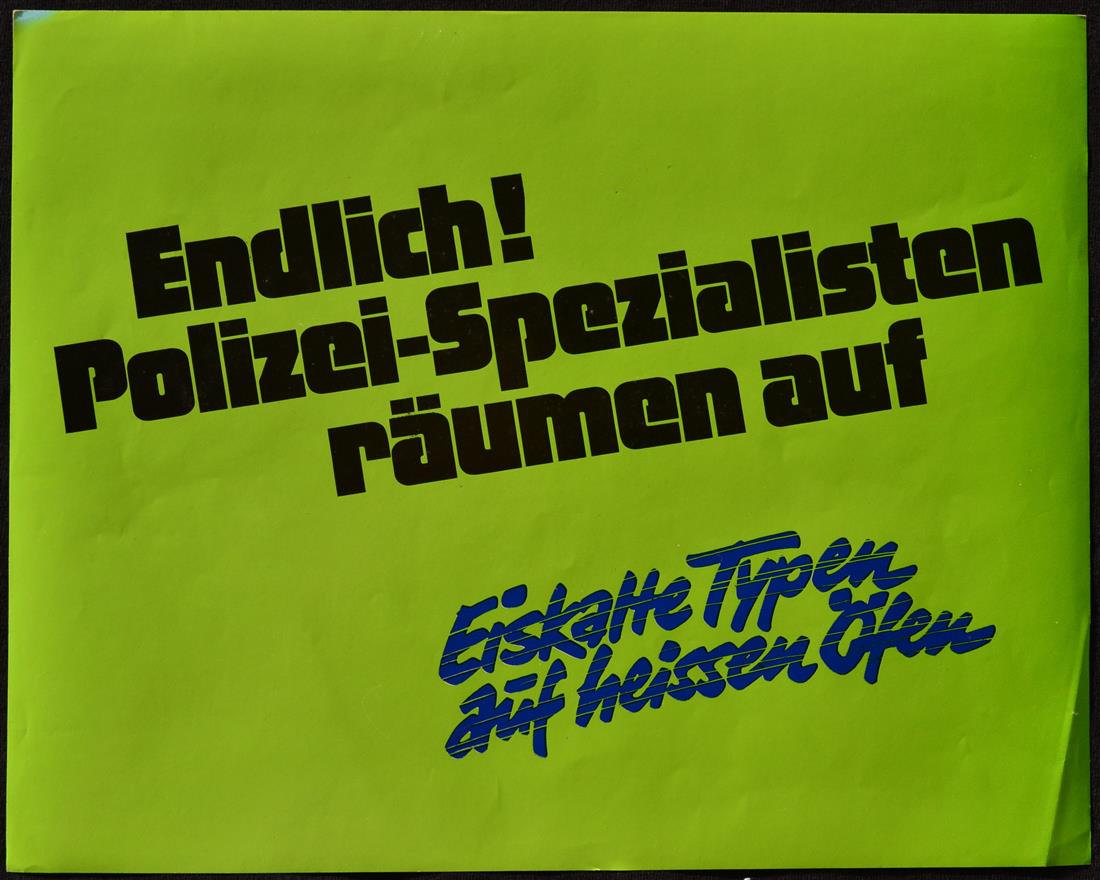 Endlich!
Polizei-Spezialisten
räumen auf
Eiskalte Typen
auf heissen Öfen